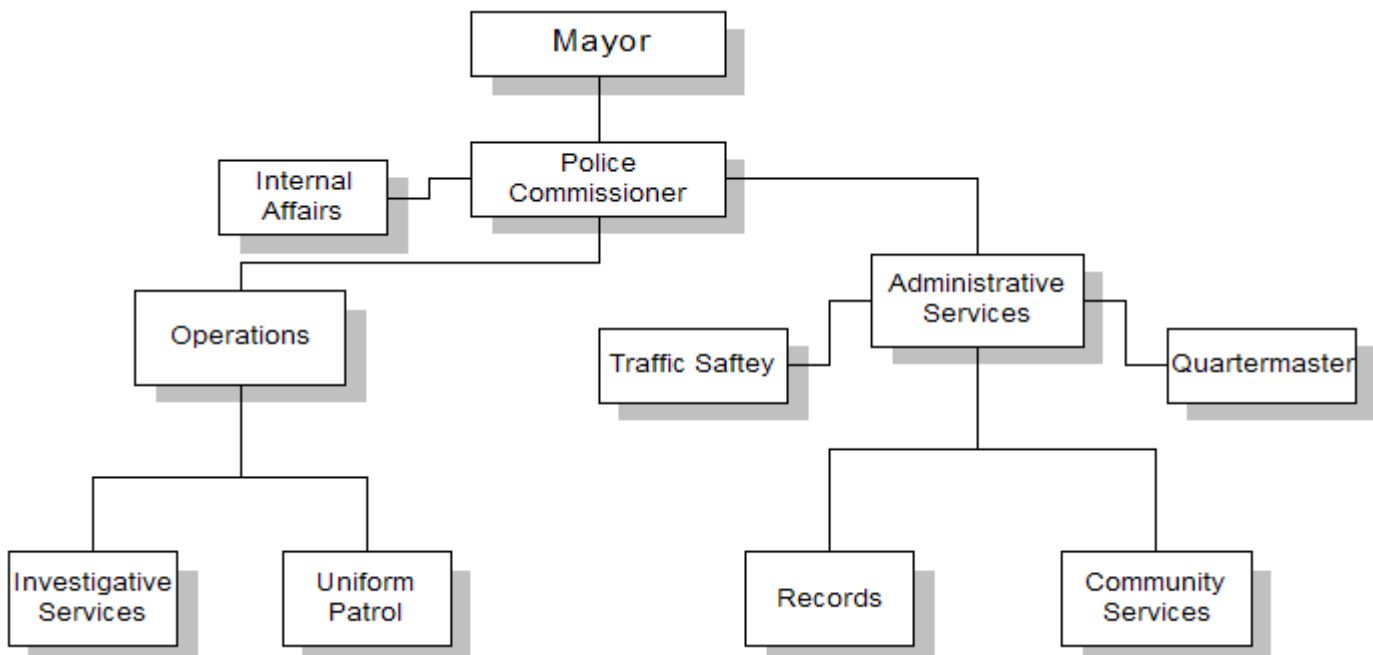 Mayor
Police
Commissioner
Internal
Affairs
Administrative
Services
Operations
Traffic Saftey
Quartermaster
Investigative
Services
Uniform
Patrol
Records
Community
Services